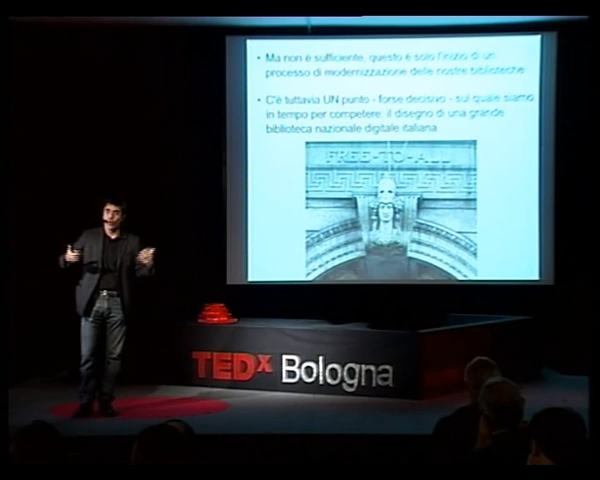 • Ma non è sufficiente, questo è solo l'inizio di un
processo di modernizzazione delle nostre biblioteche
• C'è tuttavia UN punto - forse decisivo - sul quale siamo
in tempo per competere: il disegno di una grande
biblioteca nazionale digitale italiana
FREE·TO·ALL
TEDx Bologna